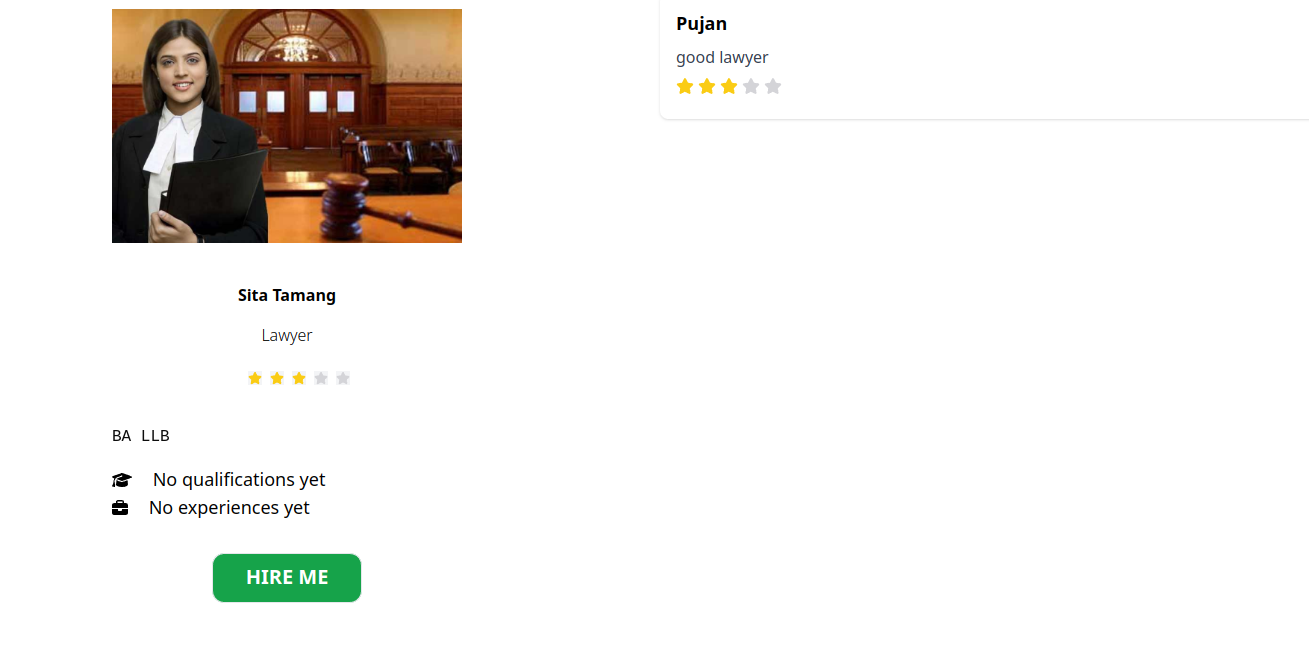 Sita Tamang
Lawyer
BA LLB
No qualifications yet
No experiences yet
HIRE ME
Pujan
good lawyer